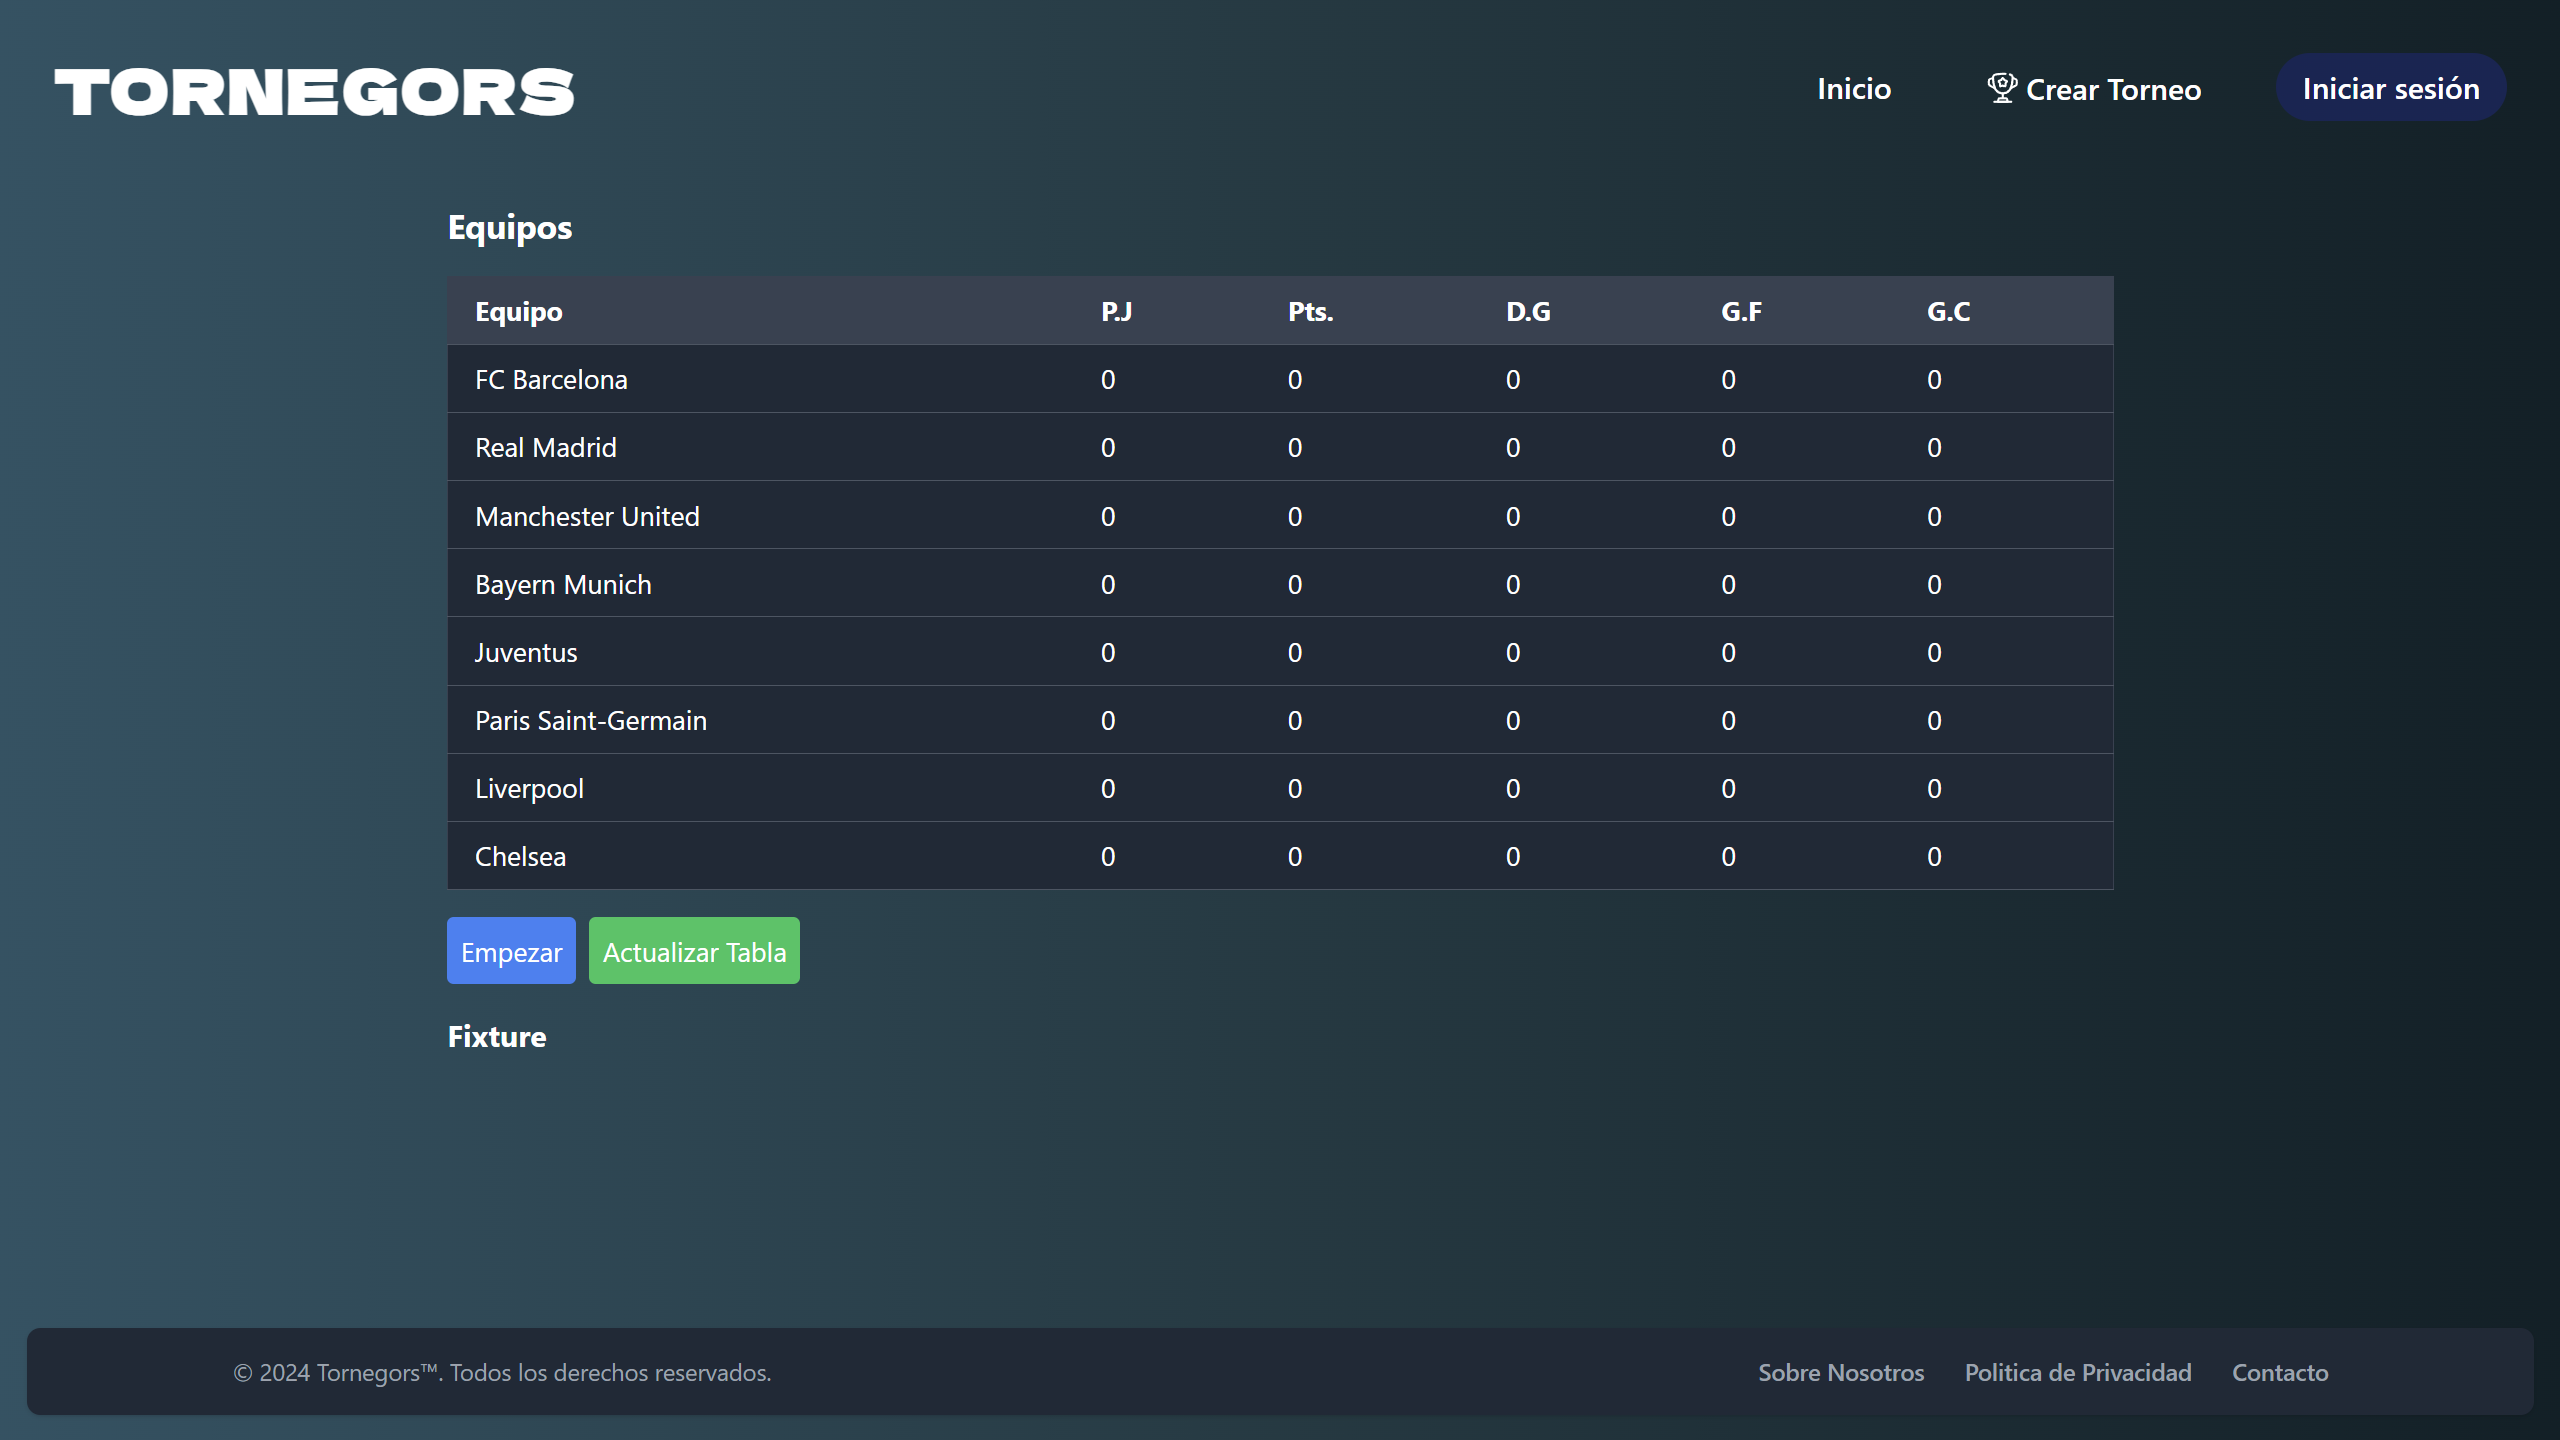 TORNEGORS
Inicio
Crear Torneo
Iniciar sesión
Equipos
Equipo P.J Pts. D.G G.F G.C
FC Barcelona 0 0 0 0 0
Real Madrid 0 0 0 0 0
Manchester United 0 0 0 0 0
Bayern Munich 0 0 0 0 0
Juventus 0 0 0 0 0
Paris Saint-Germain 0 0 0 0 0
Liverpool 0 0 0 0 0
Chelsea 0 0 0 0 0
Empezar
Actualizar Tabla
Fixture
© 2024 Tornegors™. Todos los derechos reservados.
Sobre Nosotros
Politica de Privacidad
Contacto